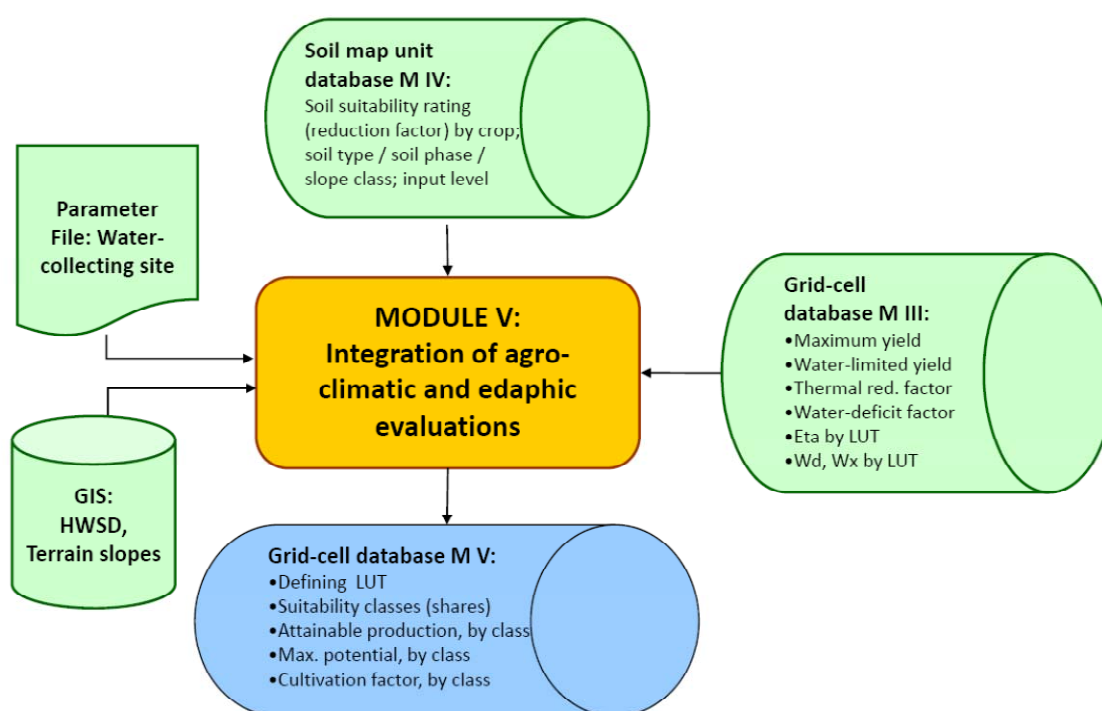 Soil map unit
database M IV:
Soil suitability rating
(reduction factor) by crop;
soil type / soil phase /
slope class; input level
Parameter
File: Water-
collecting site
MODULE V:
Integration of agro-
climatic and edaphic
evaluations
Grid-cell
database M III:
•Maximum yield
•Water-limited yield
•Thermal red. factor
•Water-deficit factor
•Eta by LUT
•Wd, Wx by LUT
GIS:
HWSD,
Terrain slopes
Grid-cell database M V:
•Defining LUT
•Suitability classes (shares)
•Attainable production, by class
•Max. potential, by class
•Cultivation factor, by class